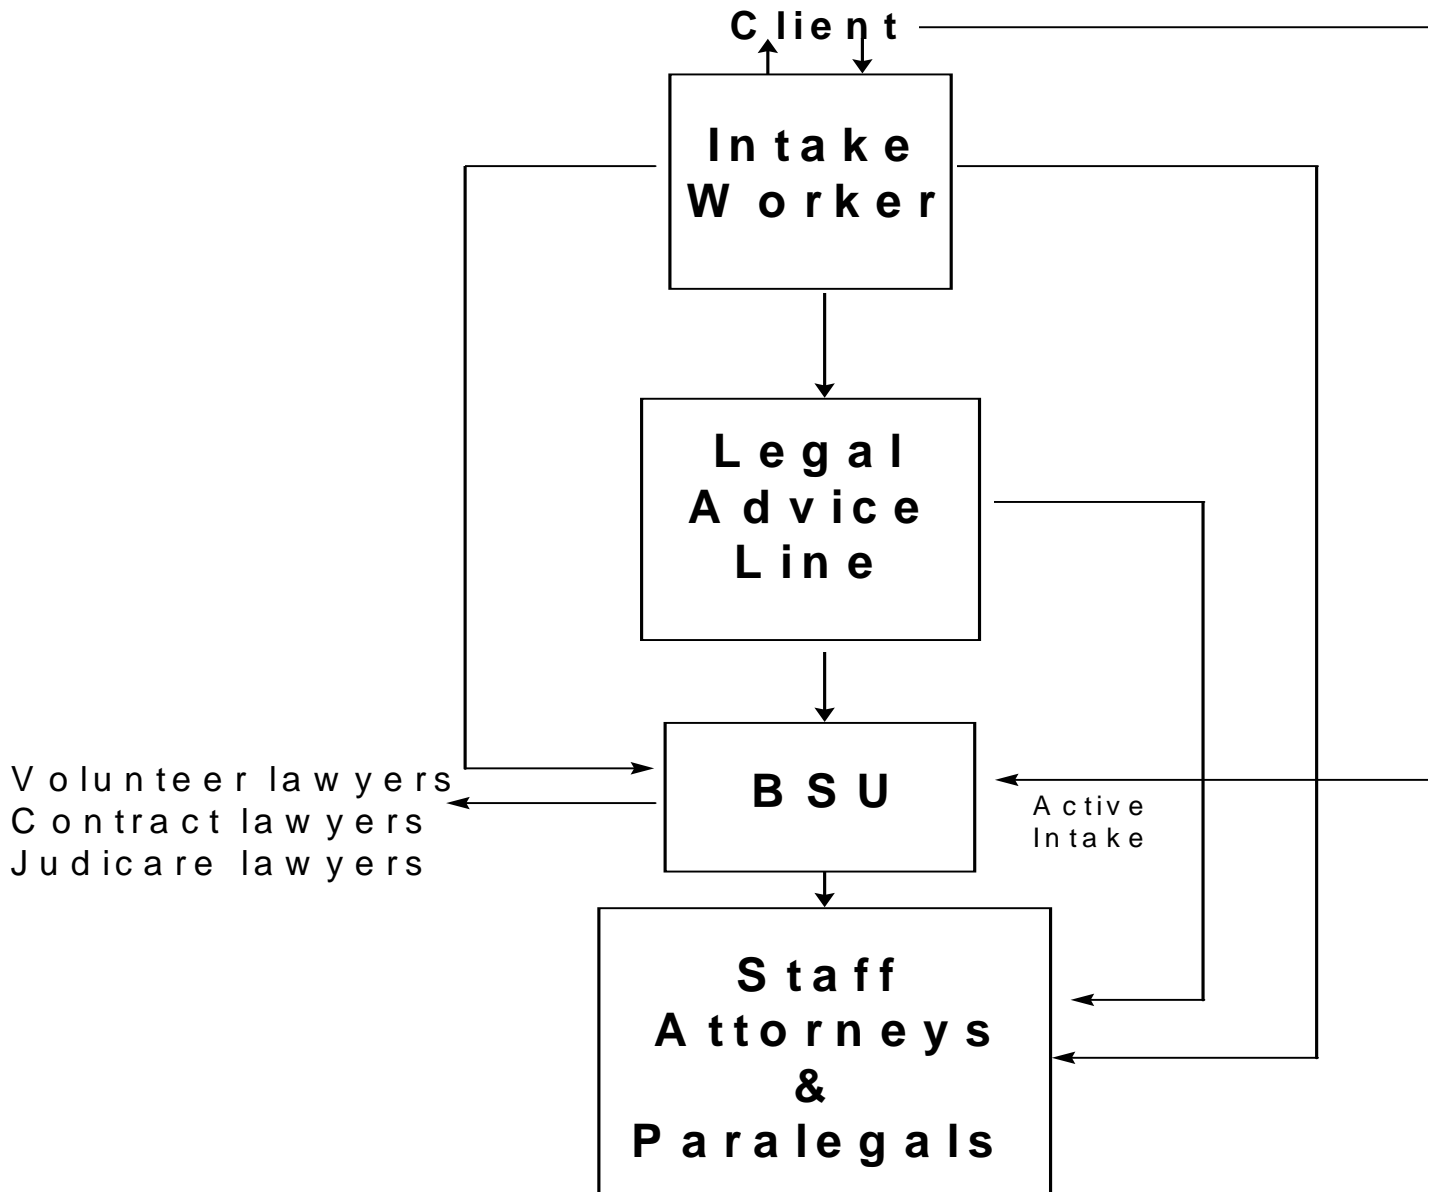 Client
Intake
Worker
Legal
Advice
Line
BSU
Volunteer lawyers
Contract lawyers
Judicare lawyers
Active
Intake
Staff
Attorneys
&
Paralegals